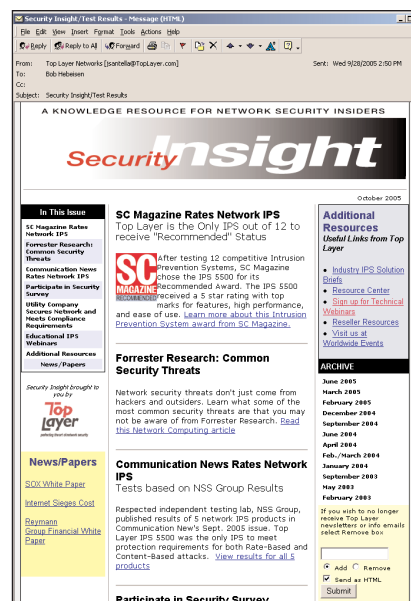 Security Insight/Test Results - Message (HTML)
File Edit View Insert Format Tools Actions Help
Reply Reply to All Forward
From: Top Layer Networks [jsantella@TopLayer.com] Sent: Wed 9/28/2005 2:50 PM
To: Bob Hebeisen
Cc:
Subject: Security Insight/Test Results
A KNOWLEDGE RESOURCE FOR NETWORK SECURITY INSIDERS
Security Insight
October 2005
In This Issue
SC Magazine Rates
Network IPS
Forrester Research:
Common Security
Threats
Communication News
Rates Network IPS
Participate in Security
Survey
Utility Company
Secures Network and
Meets Compliance
Requirements
Educational IPS
Webinars
Additional Resources
News/Papers
Security Insight brought to
you by
Top
layer
News/Papers
SOX White Paper
Internet Sieges Cost
Reymann
Group Financial White
Paper
SC Magazine Rates Network IPS
Top Layer is the Only IPS out of 12 to
receive "Recommended" Status
SC
MAGAZINE
RECOMMENDED
After testing 12 competitive Intrusion
Prevention Systems, SC Magazine
chose the IPS 5500 for its
Recommended Award. The IPS 5500
received a 5 star rating with top
marks for features, high performance,
and ease of use. Learn more about this Intrusion
Prevention System award from SC Magazine.
Forrester Research: Common
Security Threats
Network security threats don't just come from
hackers and outsiders. Learn what some of the
most common security threats are that you may
not be aware of from Forrester Research. Read
this Network Computing article
Communication News Rates Network
IPS
Tests based on NSS Group Results
Respected independent testing lab, NSS Group,
published results of 5 network IPS products in
Communication New's Sept. 2005 issue. Top
Layer IPS 5500 was the only IPS to meet
protection requirements for both Rate-Based and
Content-Based attacks. View results for all 5
products
Participate in Security Survey
Additional
Resources
Useful Links from Top
Layer
Industry IPS Solution
Briefs
Resource Center
Sign up for Technical
Webinars
Reseller Resources
Visit us at
Worldwide Events
ARCHIVE
June 2005
March 2005
February 2005
December 2004
September 2004
June 2004
April 2004
Feb./March 2004
January 2004
September 2003
May 2003
February 2003
If you wish to no longer
receive Top Layer
newsletters or info emails
select Remove box
Add Remove
Send as HTML
Submit